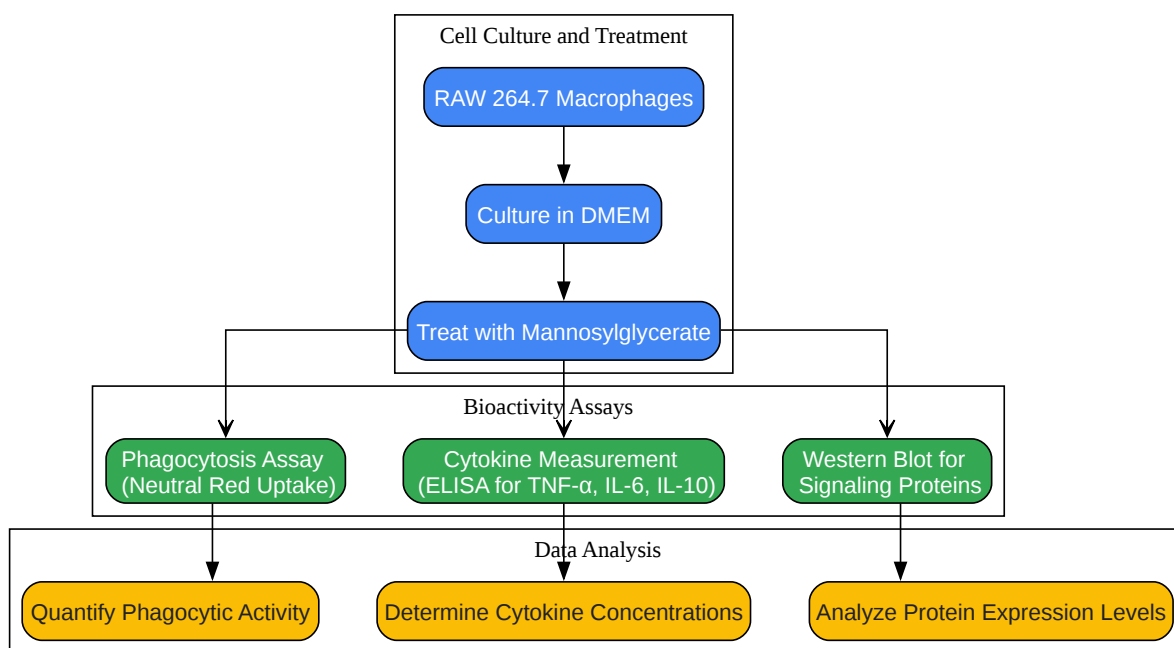 Cell Culture and Treatment
RAW 264.7 Macrophages
Culture in DMEM
Treat with Mannosylglycerate
Bioactivity Assays
Phagocytosis Assay
(Neutral Red Uptake)
Cytokine Measurement
(ELISA for TNF-α, IL-6, IL-10)
Western Blot for
Signaling Proteins
Data Analysis
Quantify Phagocytic Activity
Determine Cytokine Concentrations
Analyze Protein Expression Levels